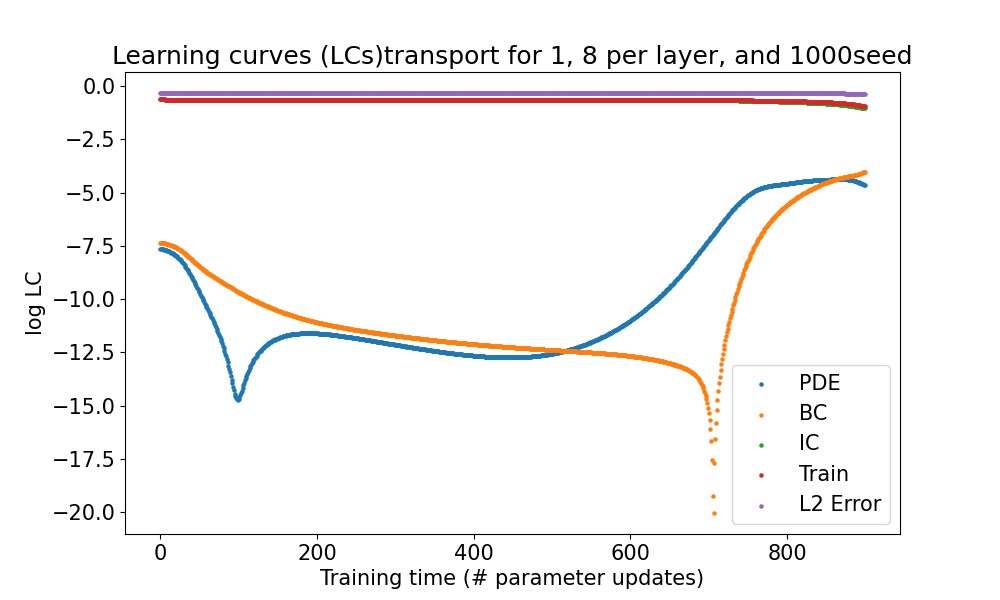 Learning curves (LCs)transport for 1, 8 per layer, and 1000seed
0.0
−2.5
−5.0
−7.5
−10.0
−12.5
−15.0
−17.5
−20.0
log LC
PDE
BC
IC
Train
L2 Error
0 200 400 600 800
Training time (# parameter updates)